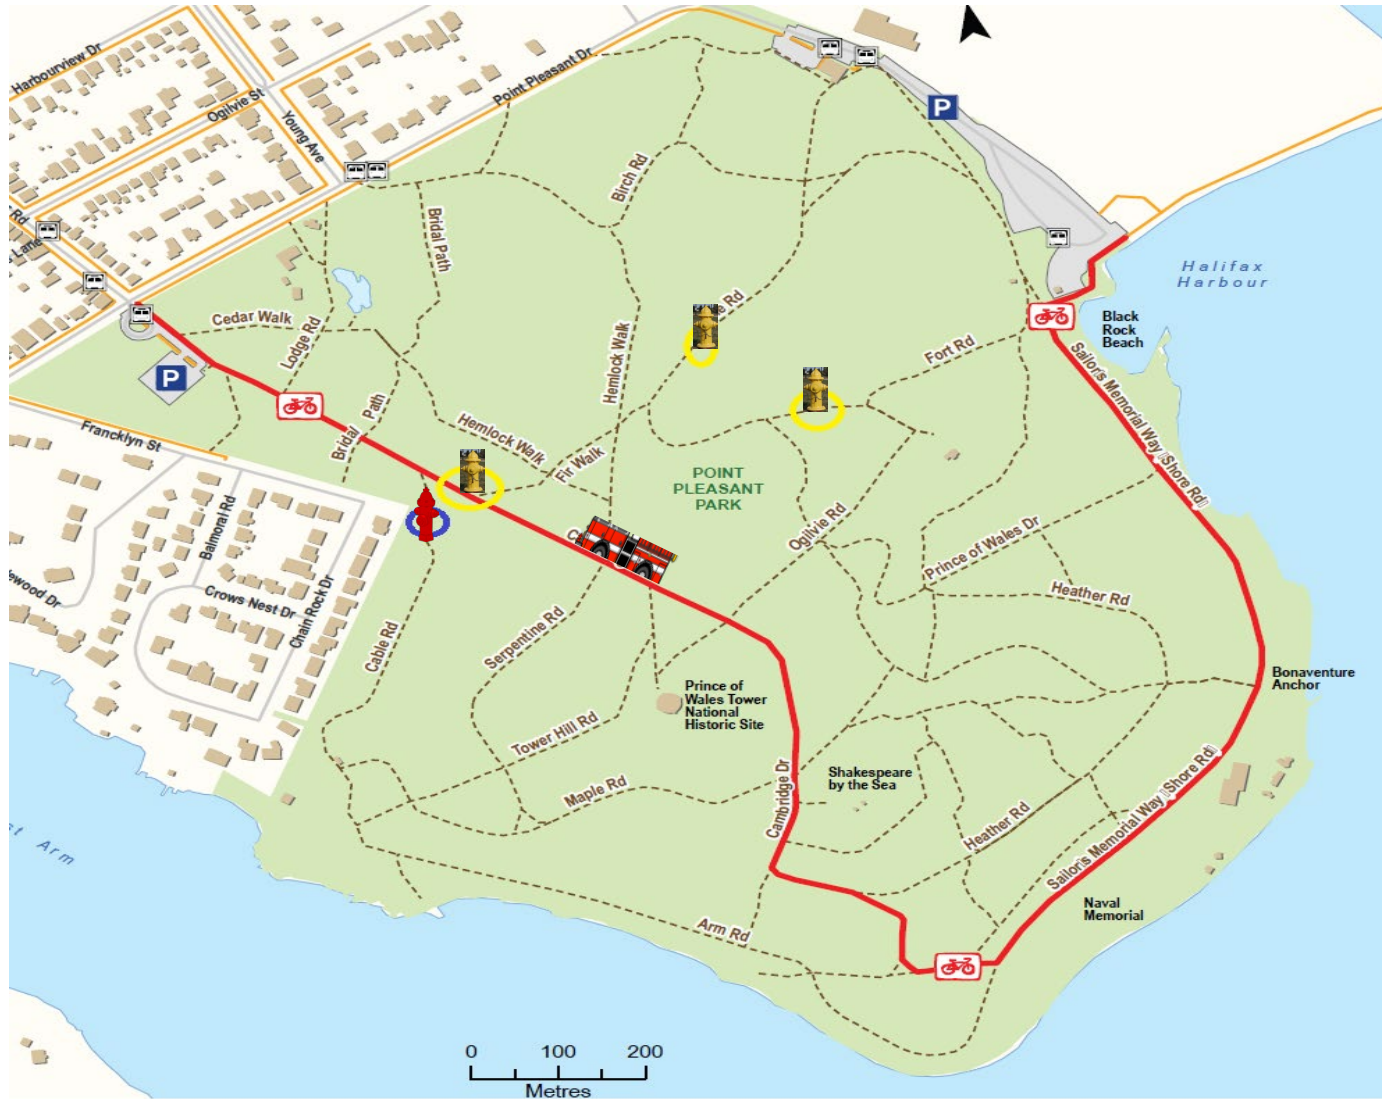 Harbourview Dr
Ogilvie St
Young Ave
Point Pleasant Dr
Rd
Lane
P
Birch Rd
Bridal Path
Halifax
Harbour
Cedar Walk
Lodge Rd
Hemlock Walk
Rd
Fort Rd
Black
Rock
Beach
P
Sailor's Memorial Way
Shore Rd
Bridal Path
Francklyn St
Hemlock Walk
Fir Walk
POINT
PLEASANT
PARK
Balmoral Rd
Ogilvie Rd
Prince of Wales Dr
Heather Rd
ewood Dr
Crows Nest Dr
Chain Rock Dr
Cable Rd
Serpentine Rd
Bonaventure
Anchor
Prince of
Wales Tower
National
Historic Site
Tower Hill Rd
Maple Rd
Shakespeare
by the Sea
Cambridge Dr
Heather Rd
Sailor's Memorial Way
Shore Rd
Arm
Arm Rd
Naval
Memorial
0 100 200
Metres